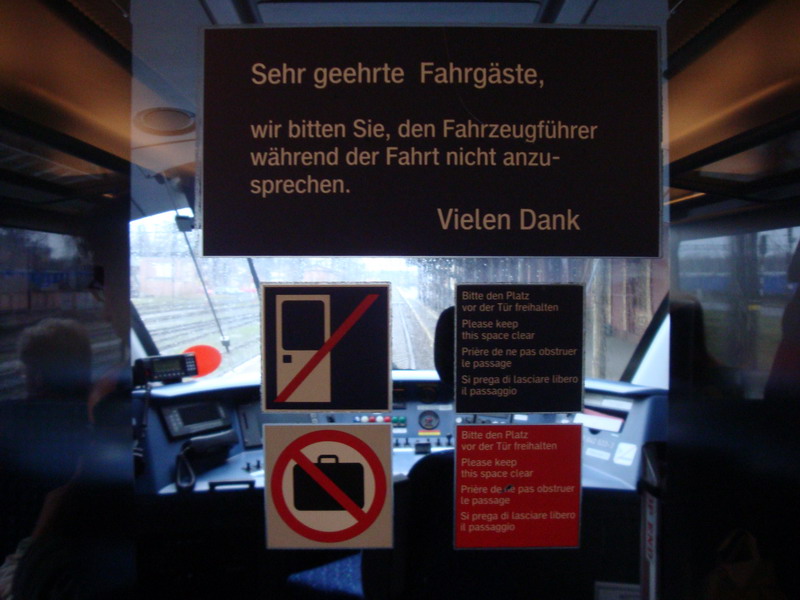 Sehr geehrte Fahrgäste,
wir bitten Sie, den Fahrzeugführer
während der Fahrt nicht anzu-
sprechen.
Vielen Dank
Bitte den Platz
vor der Tür freihalten
Please keep
this space clear
Prière de ne pas obstruer
le passage
Si prega di lasciare libero
il passaggio
Bitte den Platz
vor der Tür freihalten
Please keep
this space clear
Prière de ne pas obstruer
le passage
Si prega di lasciare libero
il passaggio